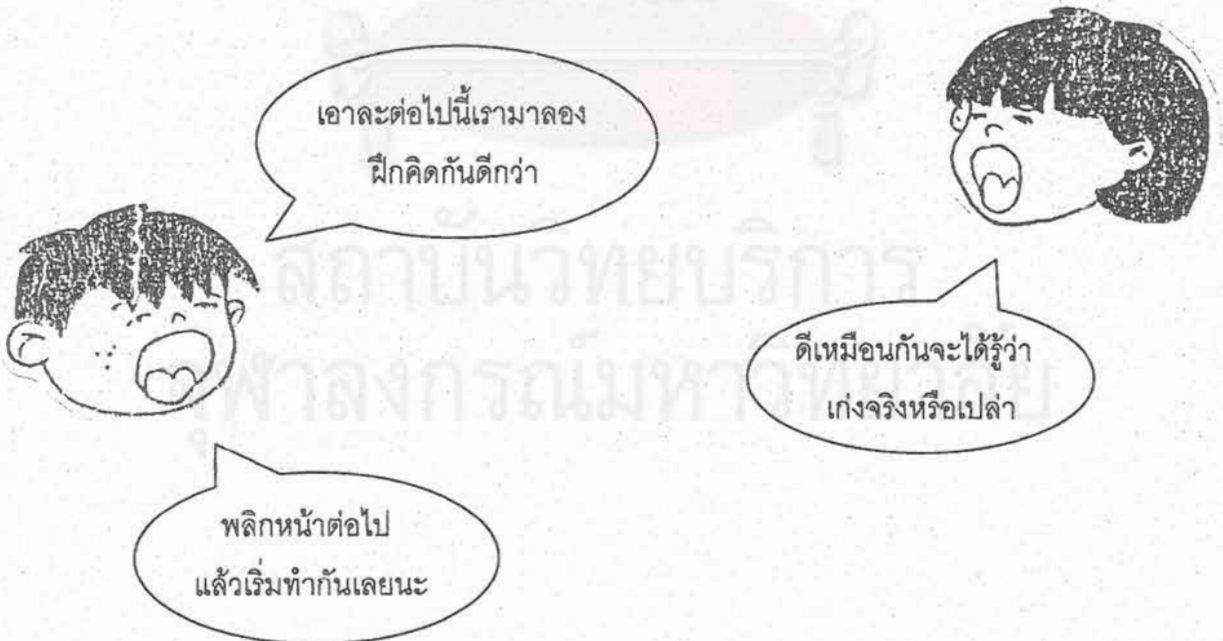 เอาละต่อไปนี้เรามาลอง
ฝึกคิดกันดีกว่า
ดีเหมือนกันจะได้รู้ว่า
เก่งจริงหรือเปล่า
พลิกหน้าต่อไป
แล้วเริ่มทำกันเลยนะ
สถาบันวิทยบริการ
จุฬาลงกรณ์มหาวิทยาลัย